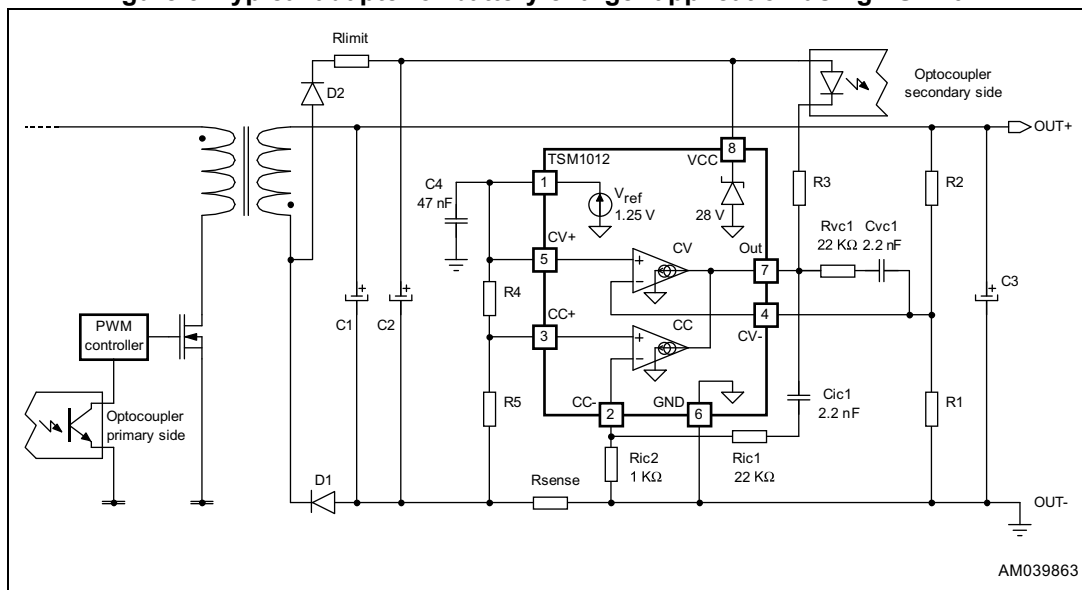 Rlimit
D2
Optocoupler
secondary side
OUT+
TSM1012
8
VCC
C4
47 nF
1
Vref
1.25 V
28 V
R3
R2
Rvc1
22 KΩ
Cvc1
2.2 nF
CV+
CV
Out
5
+
−
7
C3
+
C1
+
C2
+
R4
CC+
CC
4
CV-
3
+
−
PWM
controller
R5
CC-
GND
2
6
Cic1
2.2 nF
R1
Optocoupler
primary side
Ric2
1 KΩ
Ric1
22 KΩ
D1
Rsense
OUT-
AM039863